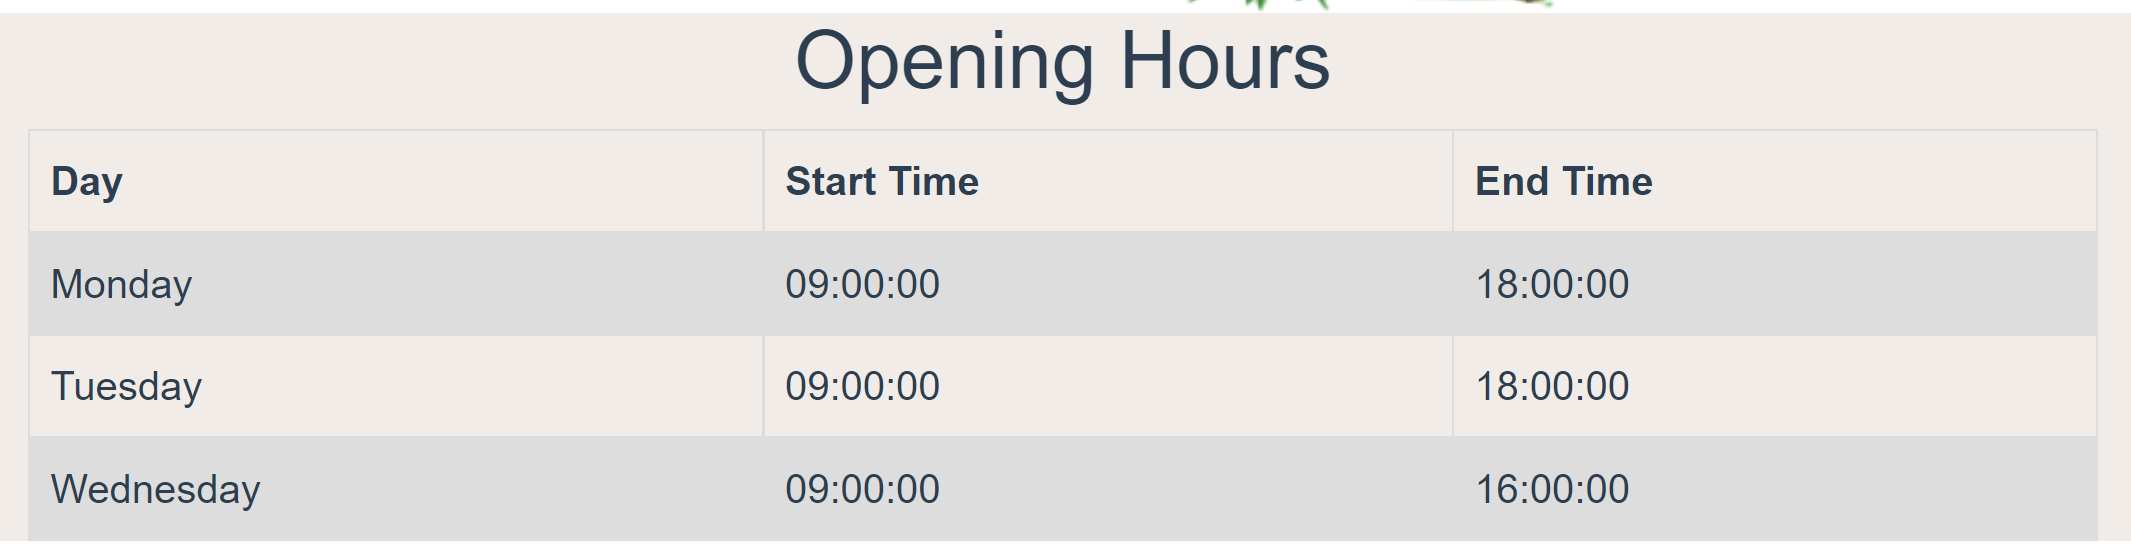 Opening Hours
Day Start Time End Time
Monday 09:00:00 18:00:00
Tuesday 09:00:00 18:00:00
Wednesday 09:00:00 16:00:00